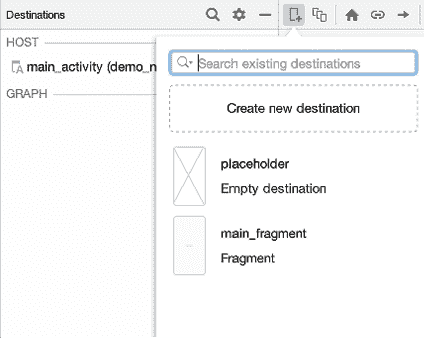 Destinations
HOST
main_activity (demo_n
GRAPH
Search existing destinations
Create new destination
placeholder
Empty destination
main_fragment
Fragment